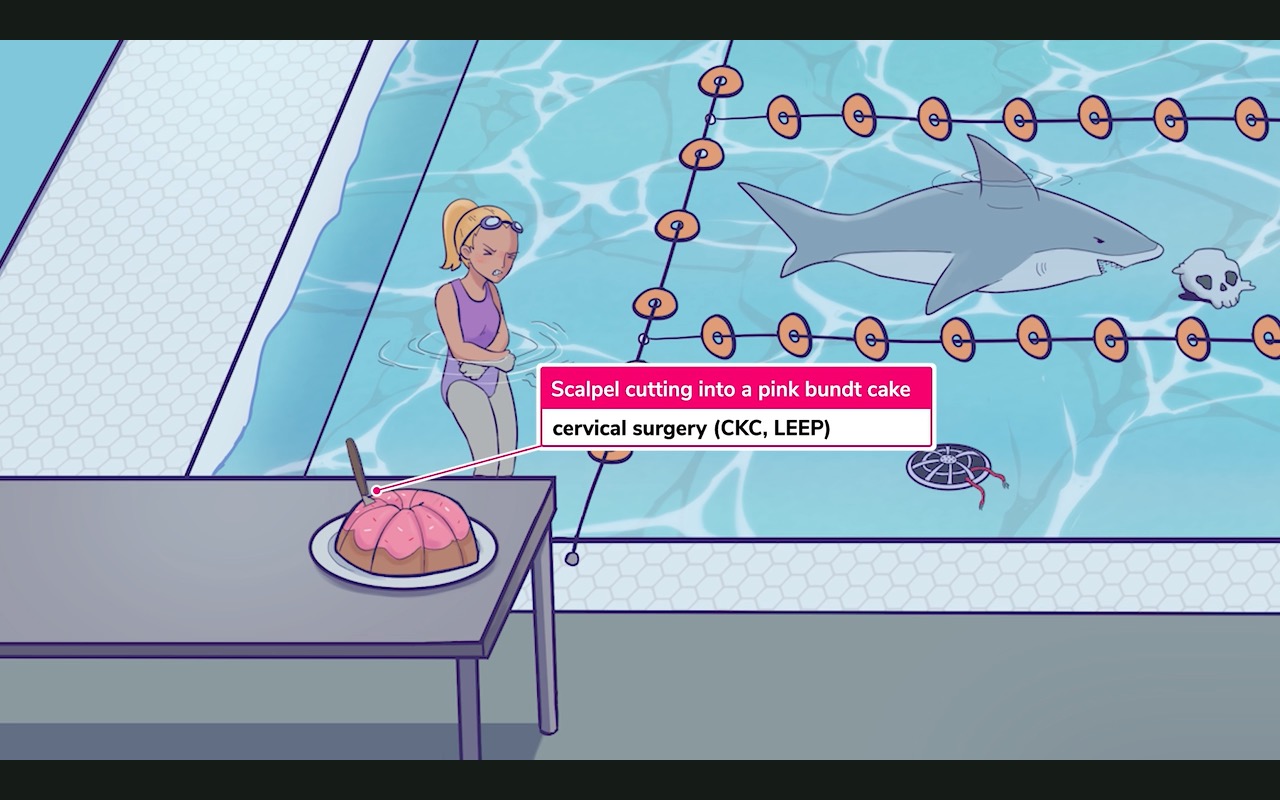 Scalpel cutting into a pink bundt cake
cervical surgery (CKC, LEEP)